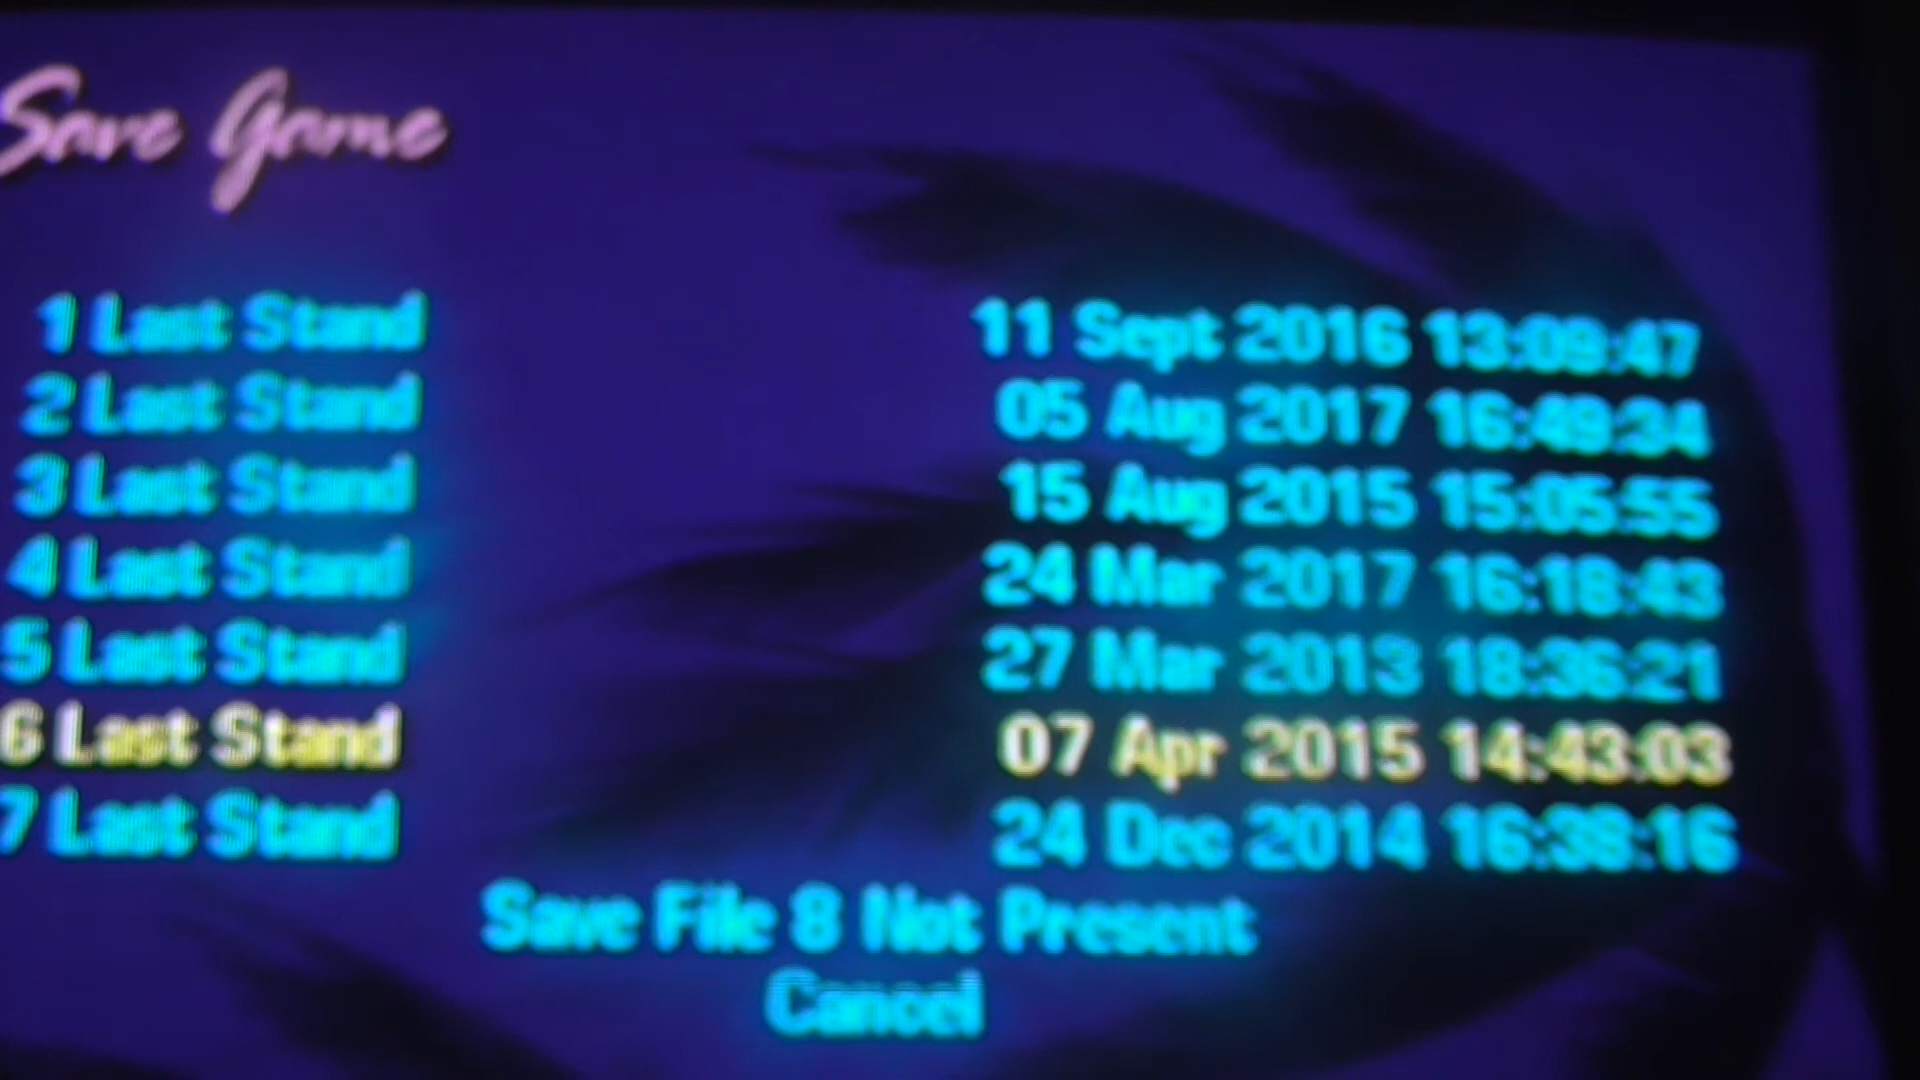 Save Game
1 Last Stand 11 Sept 2016 13:09:47
2 Last Stand 05 Aug 2017 16:49:34
3 Last Stand 15 Aug 2015 15:05:55
4 Last Stand 24 Mar 2017 16:18:43
5 Last Stand 27 Mar 2013 18:36:21
6 Last Stand 07 Apr 2015 14:43:03
7 Last Stand 24 Dec 2014 16:38:16
Save File 8 Not Present
Cancel